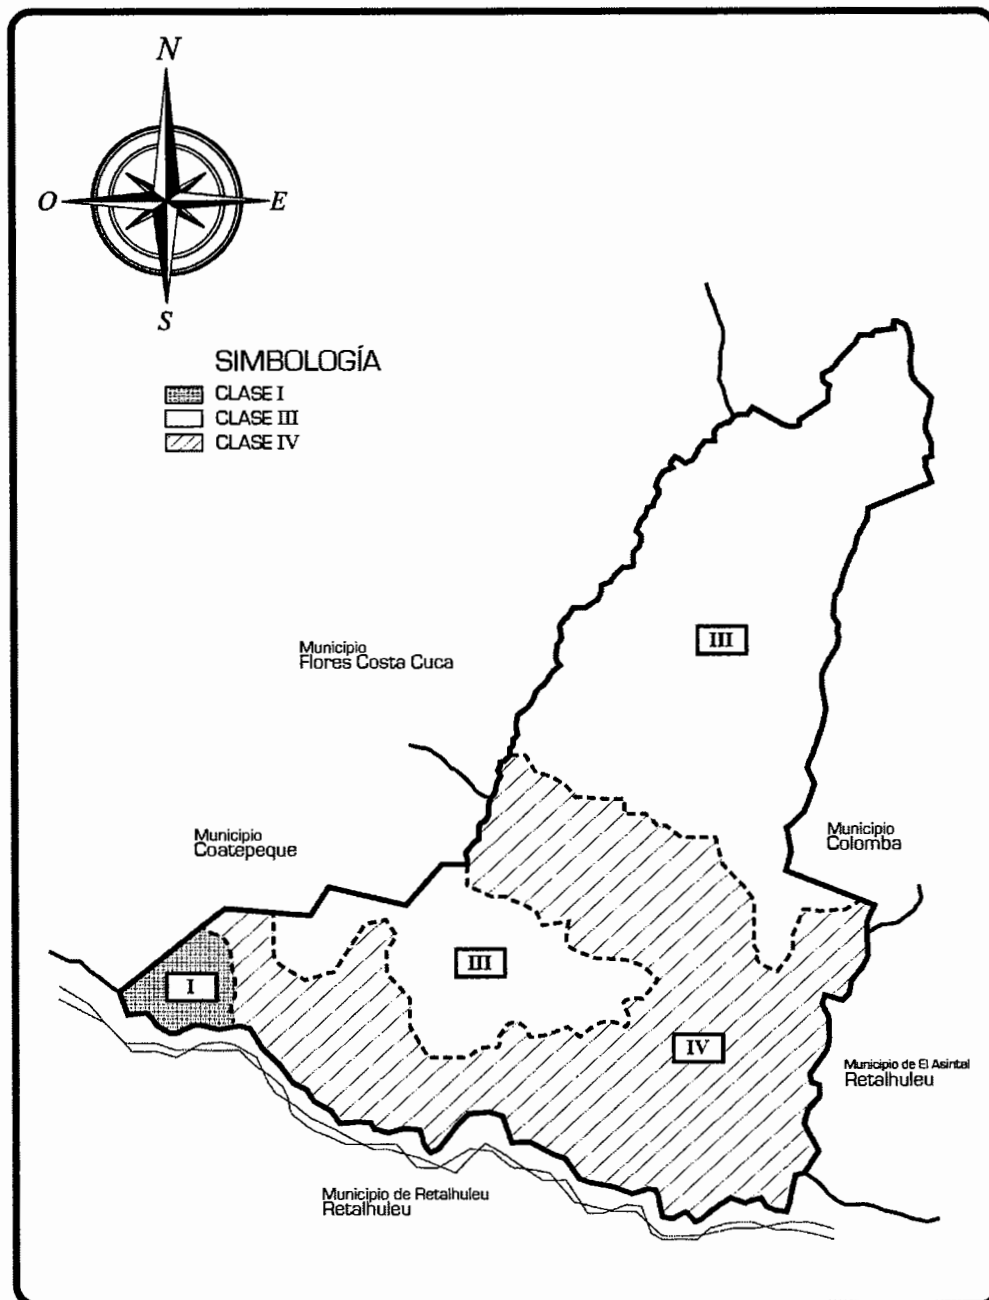 N
O
E
S
SIMBOLOGÍA
CLASE I
CLASE III
CLASE IV
III
Municipio
Flores Costa Cuca
Municipio
Coatepeque
Municipio
Colomba
III
I
IV
Municipio de El Asintal
Retalhuleu
Municipio de Retalhuleu
Retalhuleu